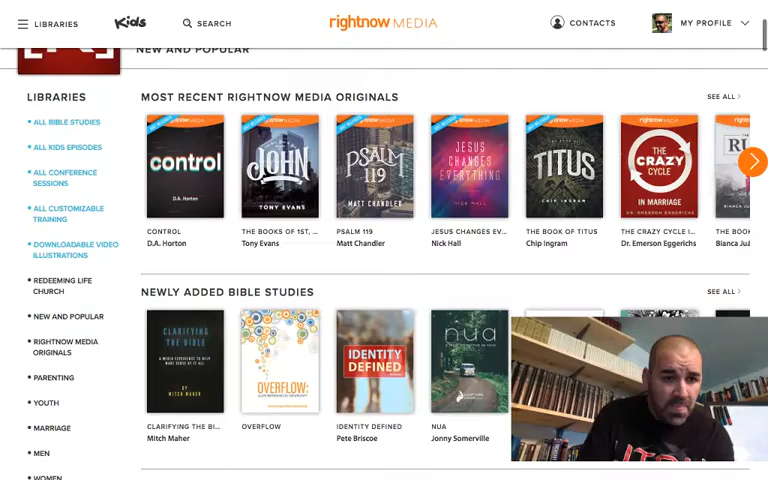 LIBRARIES
Kids
SEARCH
rightnow MEDIA
CONTACTS
MY PROFILE
NEW AND POPULAR
LIBRARIES
ALL BIBLE STUDIES
ALL KIDS EPISODES
ALL CONFERENCE
SESSIONS
ALL CUSTOMIZABLE
TRAINING
DOWNLOADABLE VIDEO
ILLUSTRATIONS
REDEEMING LIFE
CHURCH
NEW AND POPULAR
RIGHTNOW MEDIA
ORIGINALS
PARENTING
YOUTH
MARRIAGE
MEN
WOMEN
MOST RECENT RIGHTNOW MEDIA ORIGINALS
SEE ALL
control
D.A. Horton
JOHN
TONY EVANS
PSALM
119
MATT CHANDLER
JESUS
CHANGES
EVERYTHING
NICK HALL
TITUS
CHIP INGRAM
THE
CRAZY
CYCLE
IN MARRIAGE
DR. EMERSON EGGERICHS
CONTROL
D.A. Horton
THE BOOKS OF 1ST, ...
Tony Evans
PSALM 119
Matt Chandler
JESUS CHANGES EV...
Nick Hall
THE BOOK OF TITUS
Chip Ingram
THE CRAZY CYCLE I...
Dr. Emerson Eggerichs
THE BOOK
Bianca Juá
NEWLY ADDED BIBLE STUDIES
SEE ALL
CLARIFYING
THE BIBLE
BY
MITCH MAHER
OVERFLOW:
IDENTITY
DEFINED
nua
CLARIFYING THE BI...
Mitch Maher
OVERFLOW
IDENTITY DEFINED
Pete Briscoe
NUA
Jonny Somerville